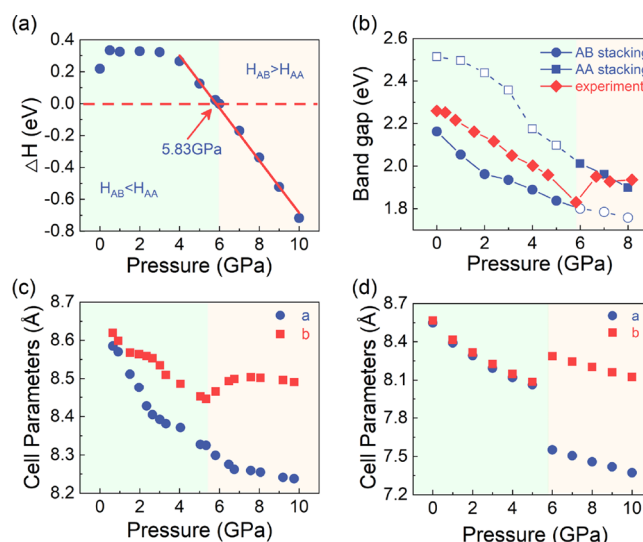 (a)
0.4
0.2
0.0
-0.2
-0.4
-0.6
-0.8
ΔH (eV)
H_AB>H_AA
5.83GPa
H_AB<H_AA
0 2 4 6 8 10
Pressure (GPa)
(b)
2.6
2.4
2.2
2.0
1.8
Band gap (eV)
AB stacking
AA stacking
experiment
0 2 4 6 8
Pressure (GPa)
(c)
8.7
8.6
8.5
8.4
8.3
8.2
Cell Parameters (Å)
a
b
0 2 4 6 8 10
Pressure (GPa)
(d)
8.7
8.4
8.1
7.8
7.5
7.2
Cell Parameters (Å)
a
b
0 2 4 6 8 10
Pressure (GPa)